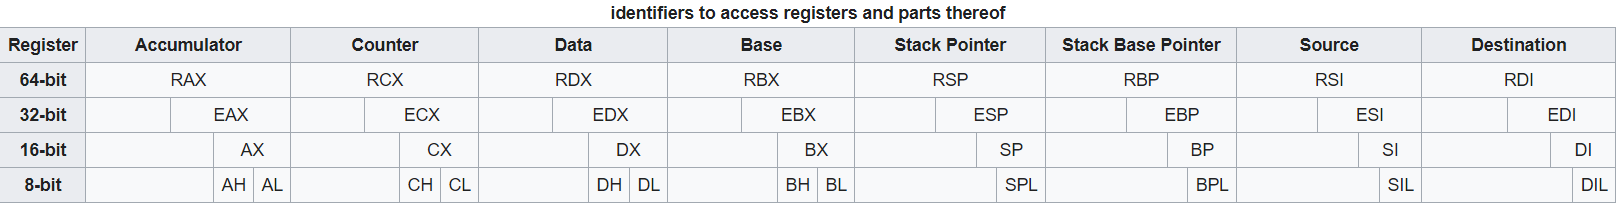 identifiers to access registers and parts thereof
Register Accumulator Counter Data Base Stack Pointer Stack Base Pointer Source Destination
64-bit RAX RCX RDX RBX RSP RBP RSI RDI
32-bit EAX ECX EDX EBX ESP EBP ESI EDI
16-bit AX CX DX BX SP BP SI DI
8-bit AH AL CH CL DH DL BH BL SPL BPL SIL DIL